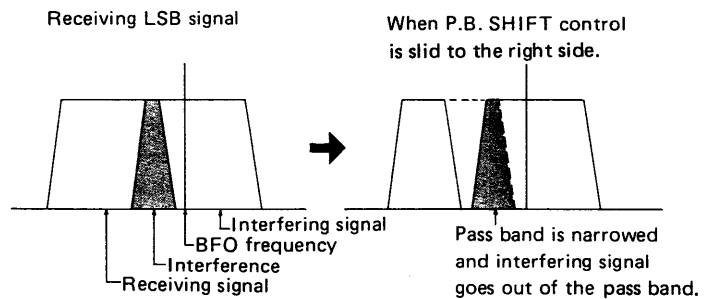 Receiving LSB signal
When P.B. SHIFT control
is slid to the right side.
Interfering signal
BFO frequency
Interference
Receiving signal
Pass band is narrowed
and interfering signal
goes out of the pass band.